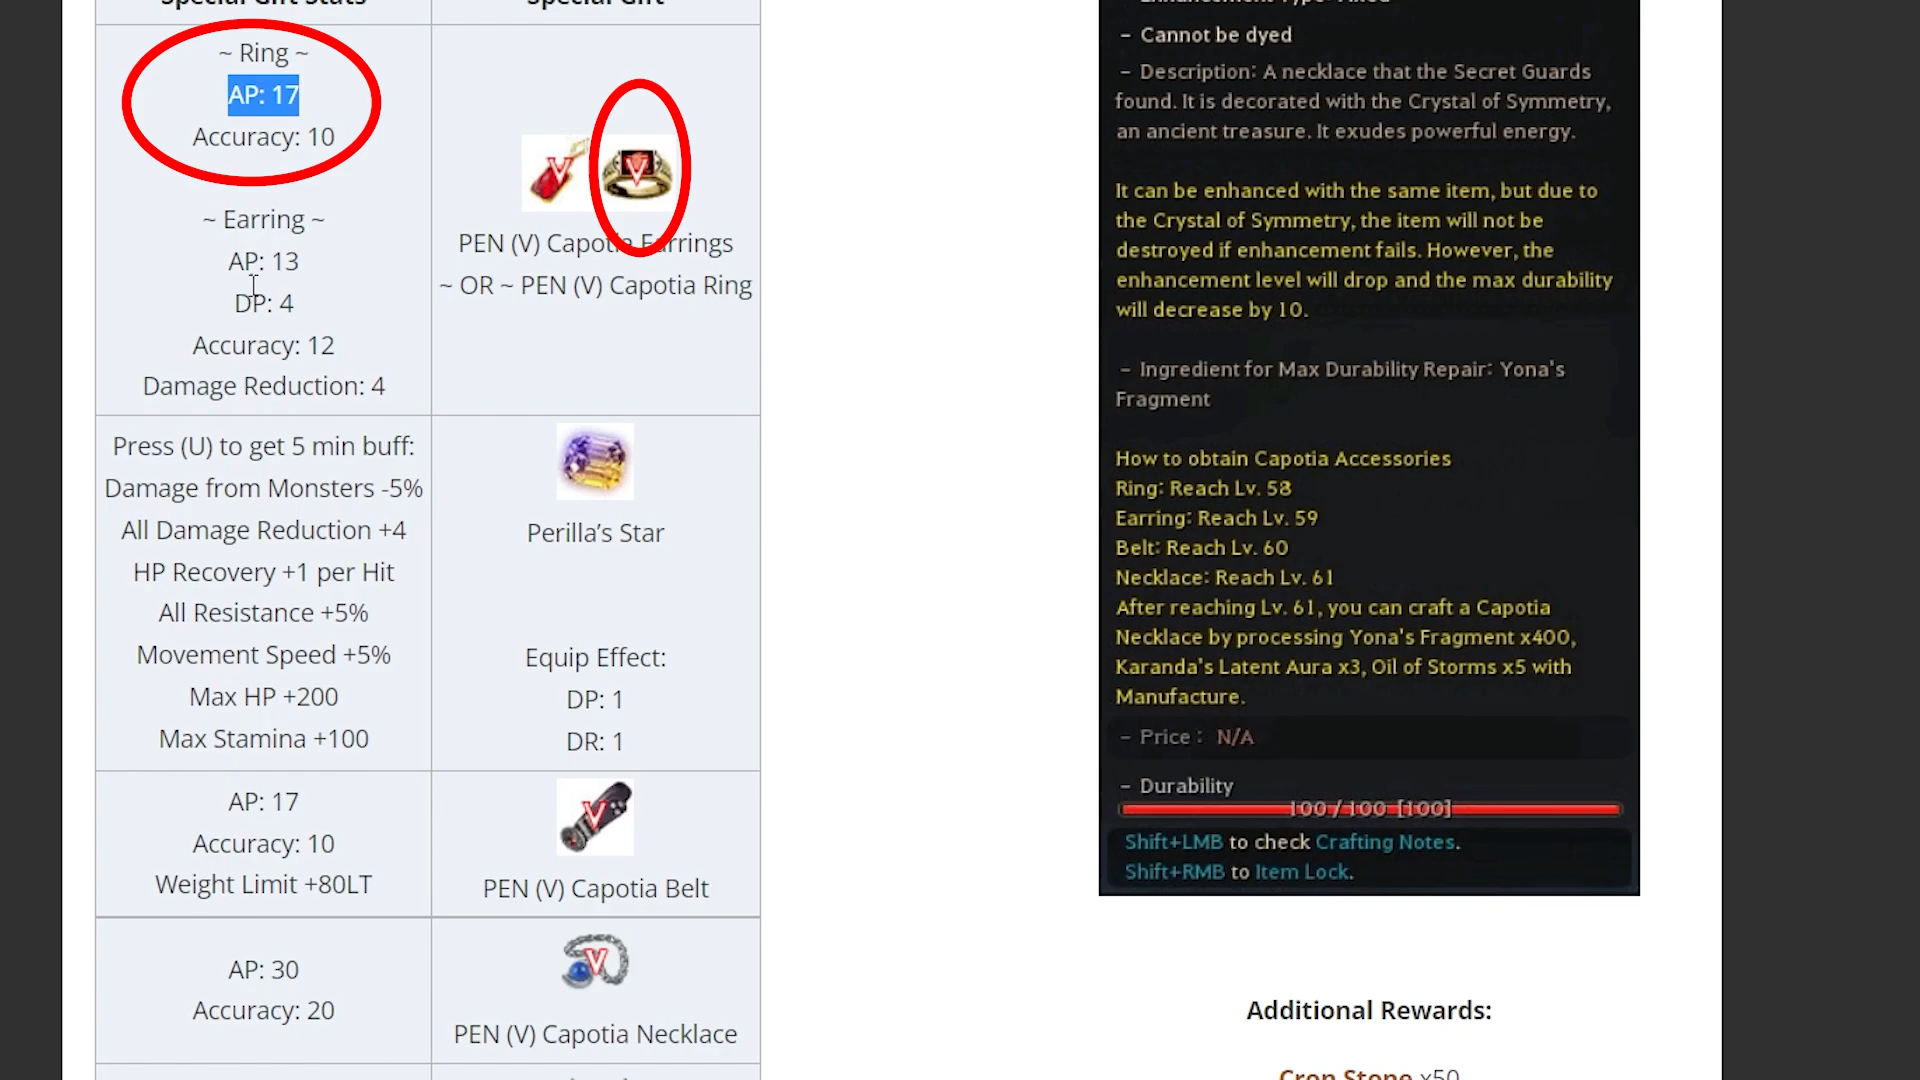 Special Gift Stats
Special Gift
~ Ring ~
AP: 17
Accuracy: 10
~ Earring ~
AP: 13
DP: 4
Accuracy: 12
Damage Reduction: 4
V V
PEN (V) Capotia Earrings
~ OR ~ PEN (V) Capotia Ring
Press (U) to get 5 min buff:
Damage from Monsters -5%
All Damage Reduction +4
HP Recovery +1 per Hit
All Resistance +5%
Movement Speed +5%
Max HP +200
Max Stamina +100
Perilla’s Star
Equip Effect:
DP: 1
DR: 1
AP: 17
Accuracy: 10
Weight Limit +80LT
V
PEN (V) Capotia Belt
AP: 30
Accuracy: 20
V
PEN (V) Capotia Necklace
- Enhancement Type: Fixed
- Cannot be dyed
- Description: A necklace that the Secret Guards
found. It is decorated with the Crystal of Symmetry,
an ancient treasure. It exudes powerful energy.
It can be enhanced with the same item, but due to
the Crystal of Symmetry, the item will not be
destroyed if enhancement fails. However, the
enhancement level will drop and the max durability
will decrease by 10.
- Ingredient for Max Durability Repair: Yona's
Fragment
How to obtain Capotia Accessories
Ring: Reach Lv. 58
Earring: Reach Lv. 59
Belt: Reach Lv. 60
Necklace: Reach Lv. 61
After reaching Lv. 61, you can craft a Capotia
Necklace by processing Yona's Fragment x400,
Karanda's Latent Aura x3, Oil of Storms x5 with
Manufacture.
- Price : N/A
- Durability
100 / 100 [100]
Shift+LMB to check Crafting Notes.
Shift+RMB to Item Lock.
Additional Rewards:
Cron Stone x50